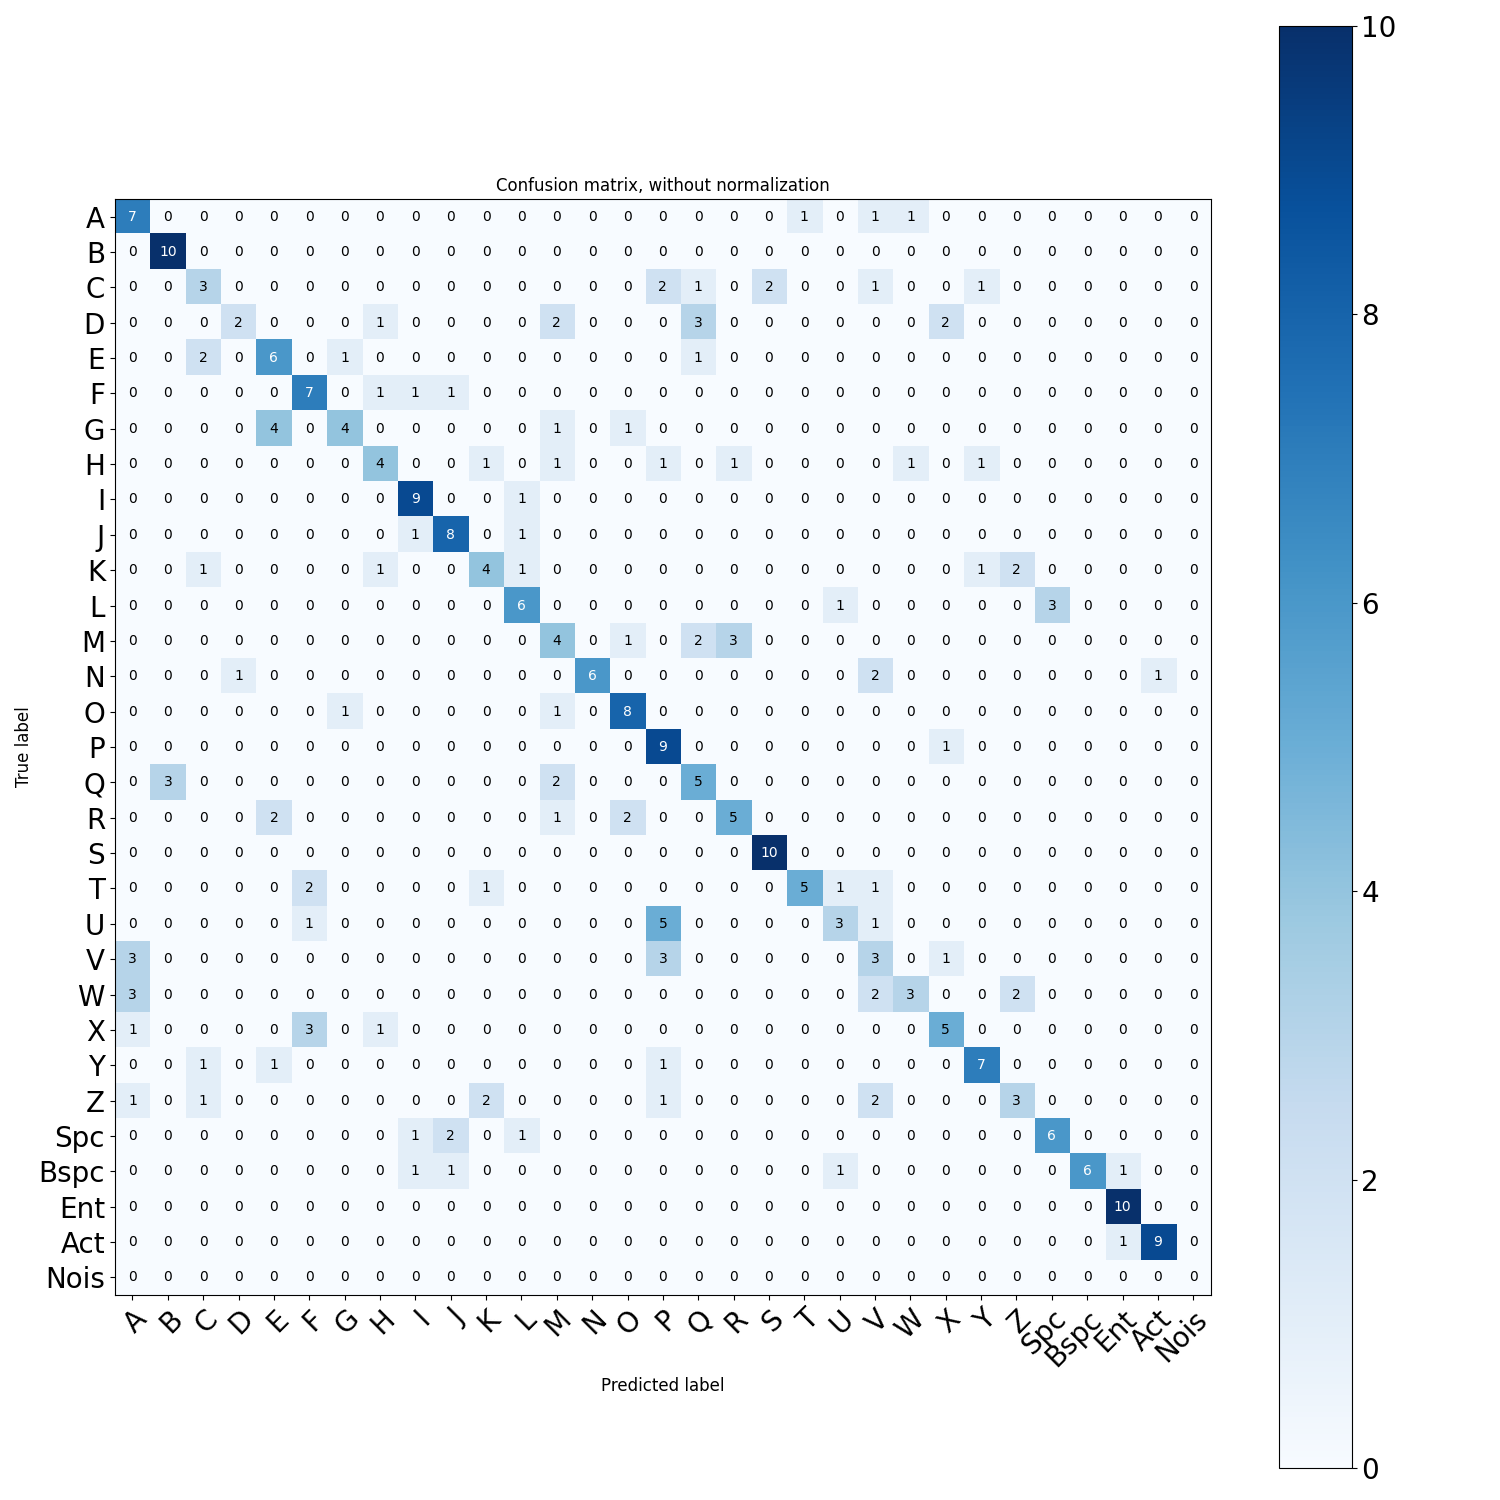 Confusion matrix, without normalization
A 7 0 0 0 0 0 0 0 0 0 0 0 0 0 0 0 0 0 0 1 0 1 1 0 0 0 0 0 0 0 0
B 0 10 0 0 0 0 0 0 0 0 0 0 0 0 0 0 0 0 0 0 0 0 0 0 0 0 0 0 0 0 0
C 0 0 3 0 0 0 0 0 0 0 0 0 0 0 0 2 1 0 2 0 0 1 0 0 1 0 0 0 0 0 0
D 0 0 0 2 0 0 0 1 0 0 0 0 2 0 0 0 3 0 0 0 0 0 0 2 0 0 0 0 0 0 0
E 0 0 2 0 6 0 1 0 0 0 0 0 0 0 0 0 1 0 0 0 0 0 0 0 0 0 0 0 0 0 0
F 0 0 0 0 0 7 0 1 1 1 0 0 0 0 0 0 0 0 0 0 0 0 0 0 0 0 0 0 0 0 0
G 0 0 0 0 4 0 4 0 0 0 0 0 1 0 1 0 0 0 0 0 0 0 0 0 0 0 0 0 0 0 0
H 0 0 0 0 0 0 0 4 0 0 1 0 1 0 0 1 0 1 0 0 0 0 1 0 1 0 0 0 0 0 0
I 0 0 0 0 0 0 0 0 9 0 0 1 0 0 0 0 0 0 0 0 0 0 0 0 0 0 0 0 0 0 0
J 0 0 0 0 0 0 0 0 1 8 0 1 0 0 0 0 0 0 0 0 0 0 0 0 0 0 0 0 0 0 0
K 0 0 1 0 0 0 0 1 0 0 4 1 0 0 0 0 0 0 0 0 0 0 0 0 1 2 0 0 0 0 0
L 0 0 0 0 0 0 0 0 0 0 0 6 0 0 0 0 0 0 0 0 1 0 0 0 0 0 3 0 0 0 0
M 0 0 0 0 0 0 0 0 0 0 0 0 4 0 1 0 2 3 0 0 0 0 0 0 0 0 0 0 0 0 0
N 0 0 0 1 0 0 0 0 0 0 0 0 0 6 0 0 0 0 0 0 0 2 0 0 0 0 0 0 0 1 0
O 0 0 0 0 0 0 1 0 0 0 0 0 1 0 8 0 0 0 0 0 0 0 0 0 0 0 0 0 0 0 0
P 0 0 0 0 0 0 0 0 0 0 0 0 0 0 0 9 0 0 0 0 0 0 0 1 0 0 0 0 0 0 0
Q 0 3 0 0 0 0 0 0 0 0 0 0 2 0 0 0 5 0 0 0 0 0 0 0 0 0 0 0 0 0 0
R 0 0 0 0 2 0 0 0 0 0 0 0 1 0 2 0 0 5 0 0 0 0 0 0 0 0 0 0 0 0 0
S 0 0 0 0 0 0 0 0 0 0 0 0 0 0 0 0 0 0 10 0 0 0 0 0 0 0 0 0 0 0 0
T 0 0 0 0 0 2 0 0 0 0 1 0 0 0 0 0 0 0 0 5 1 1 0 0 0 0 0 0 0 0 0
U 0 0 0 0 0 1 0 0 0 0 0 0 0 0 0 5 0 0 0 0 3 1 0 0 0 0 0 0 0 0 0
V 3 0 0 0 0 0 0 0 0 0 0 0 0 0 0 3 0 0 0 0 0 3 0 1 0 0 0 0 0 0 0
W 3 0 0 0 0 0 0 0 0 0 0 0 0 0 0 0 0 0 0 0 0 2 3 0 0 2 0 0 0 0 0
X 1 0 0 0 0 3 0 1 0 0 0 0 0 0 0 0 0 0 0 0 0 0 0 5 0 0 0 0 0 0 0
Y 0 0 1 0 1 0 0 0 0 0 0 0 0 0 0 1 0 0 0 0 0 0 0 0 7 0 0 0 0 0 0
Z 1 0 1 0 0 0 0 0 0 0 2 0 0 0 0 1 0 0 0 0 0 2 0 0 0 3 0 0 0 0 0
Spc 0 0 0 0 0 0 0 0 1 2 0 1 0 0 0 0 0 0 0 0 0 0 0 0 0 0 6 0 0 0 0
Bspc 0 0 0 0 0 0 0 0 1 1 0 0 0 0 0 0 0 0 0 0 1 0 0 0 0 0 0 6 1 0 0
Ent 0 0 0 0 0 0 0 0 0 0 0 0 0 0 0 0 0 0 0 0 0 0 0 0 0 0 0 0 10 0 0
Act 0 0 0 0 0 0 0 0 0 0 0 0 0 0 0 0 0 0 0 0 0 0 0 0 0 0 0 0 1 9 0
Nois 0 0 0 0 0 0 0 0 0 0 0 0 0 0 0 0 0 0 0 0 0 0 0 0 0 0 0 0 0 0 0
A B C D E F G H I J K L M N O P Q R S T U V W X Y Z Spc Bspc Ent Act Nois
True label
Predicted label
10
8
6
4
2
0